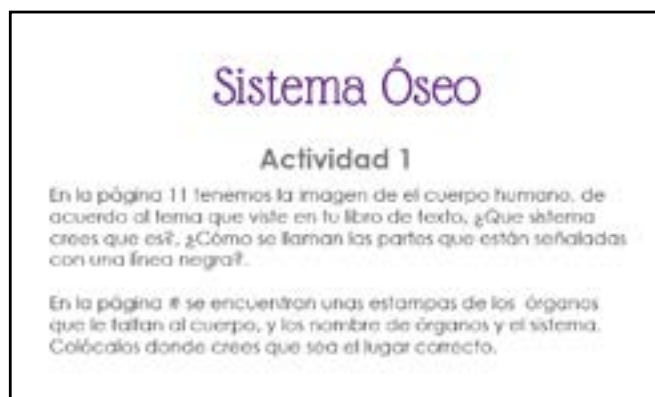 Sistema Óseo
Actividad 1
En la página 11 tenemos la imagen de el cuerpo humano, de
acuerdo al tema que viste en tu libro de texto, ¿Que sistema
crees que es?, ¿Cómo se llaman las partes que están señaladas
con una línea negra?.
En la página # se encuentran unas estampas de los órganos
que le faltan al cuerpo, y los nombre de órganos y el sistema.
Colócalos donde crees que sea el lugar correcto.